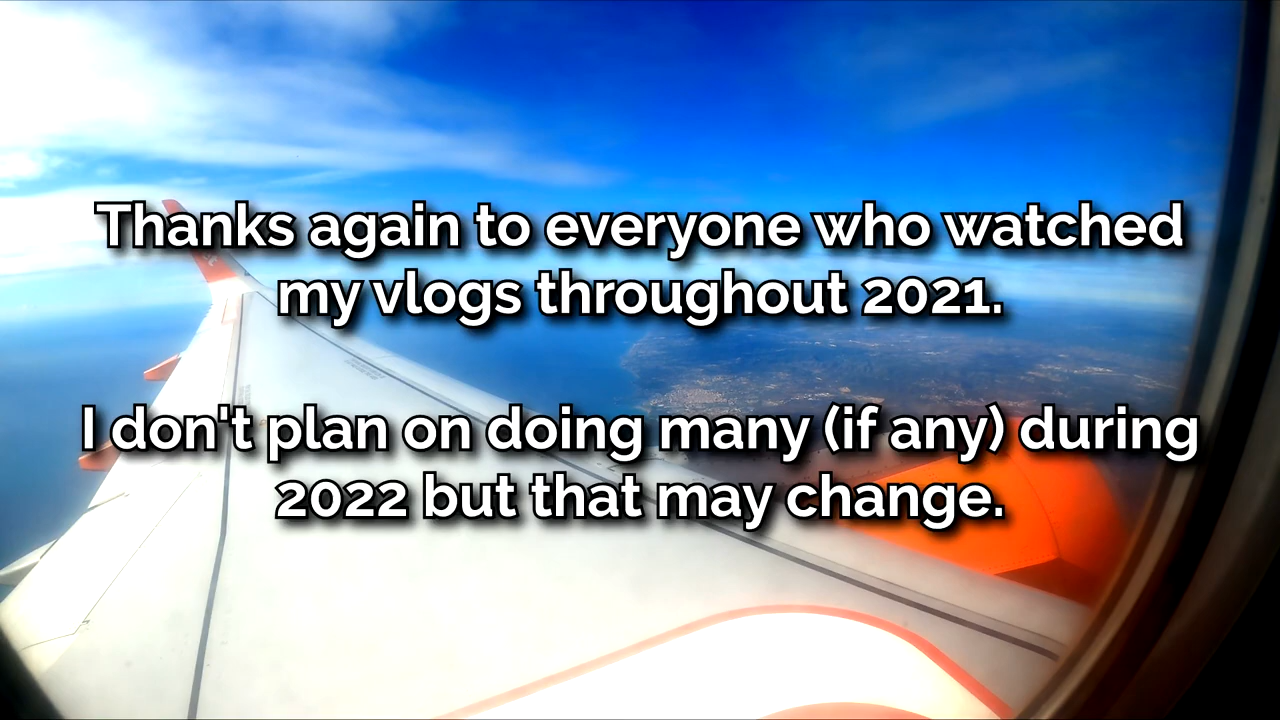 Thanks again to everyone who watched
my vlogs throughout 2021.
I don't plan on doing many (if any) during
2022 but that may change.